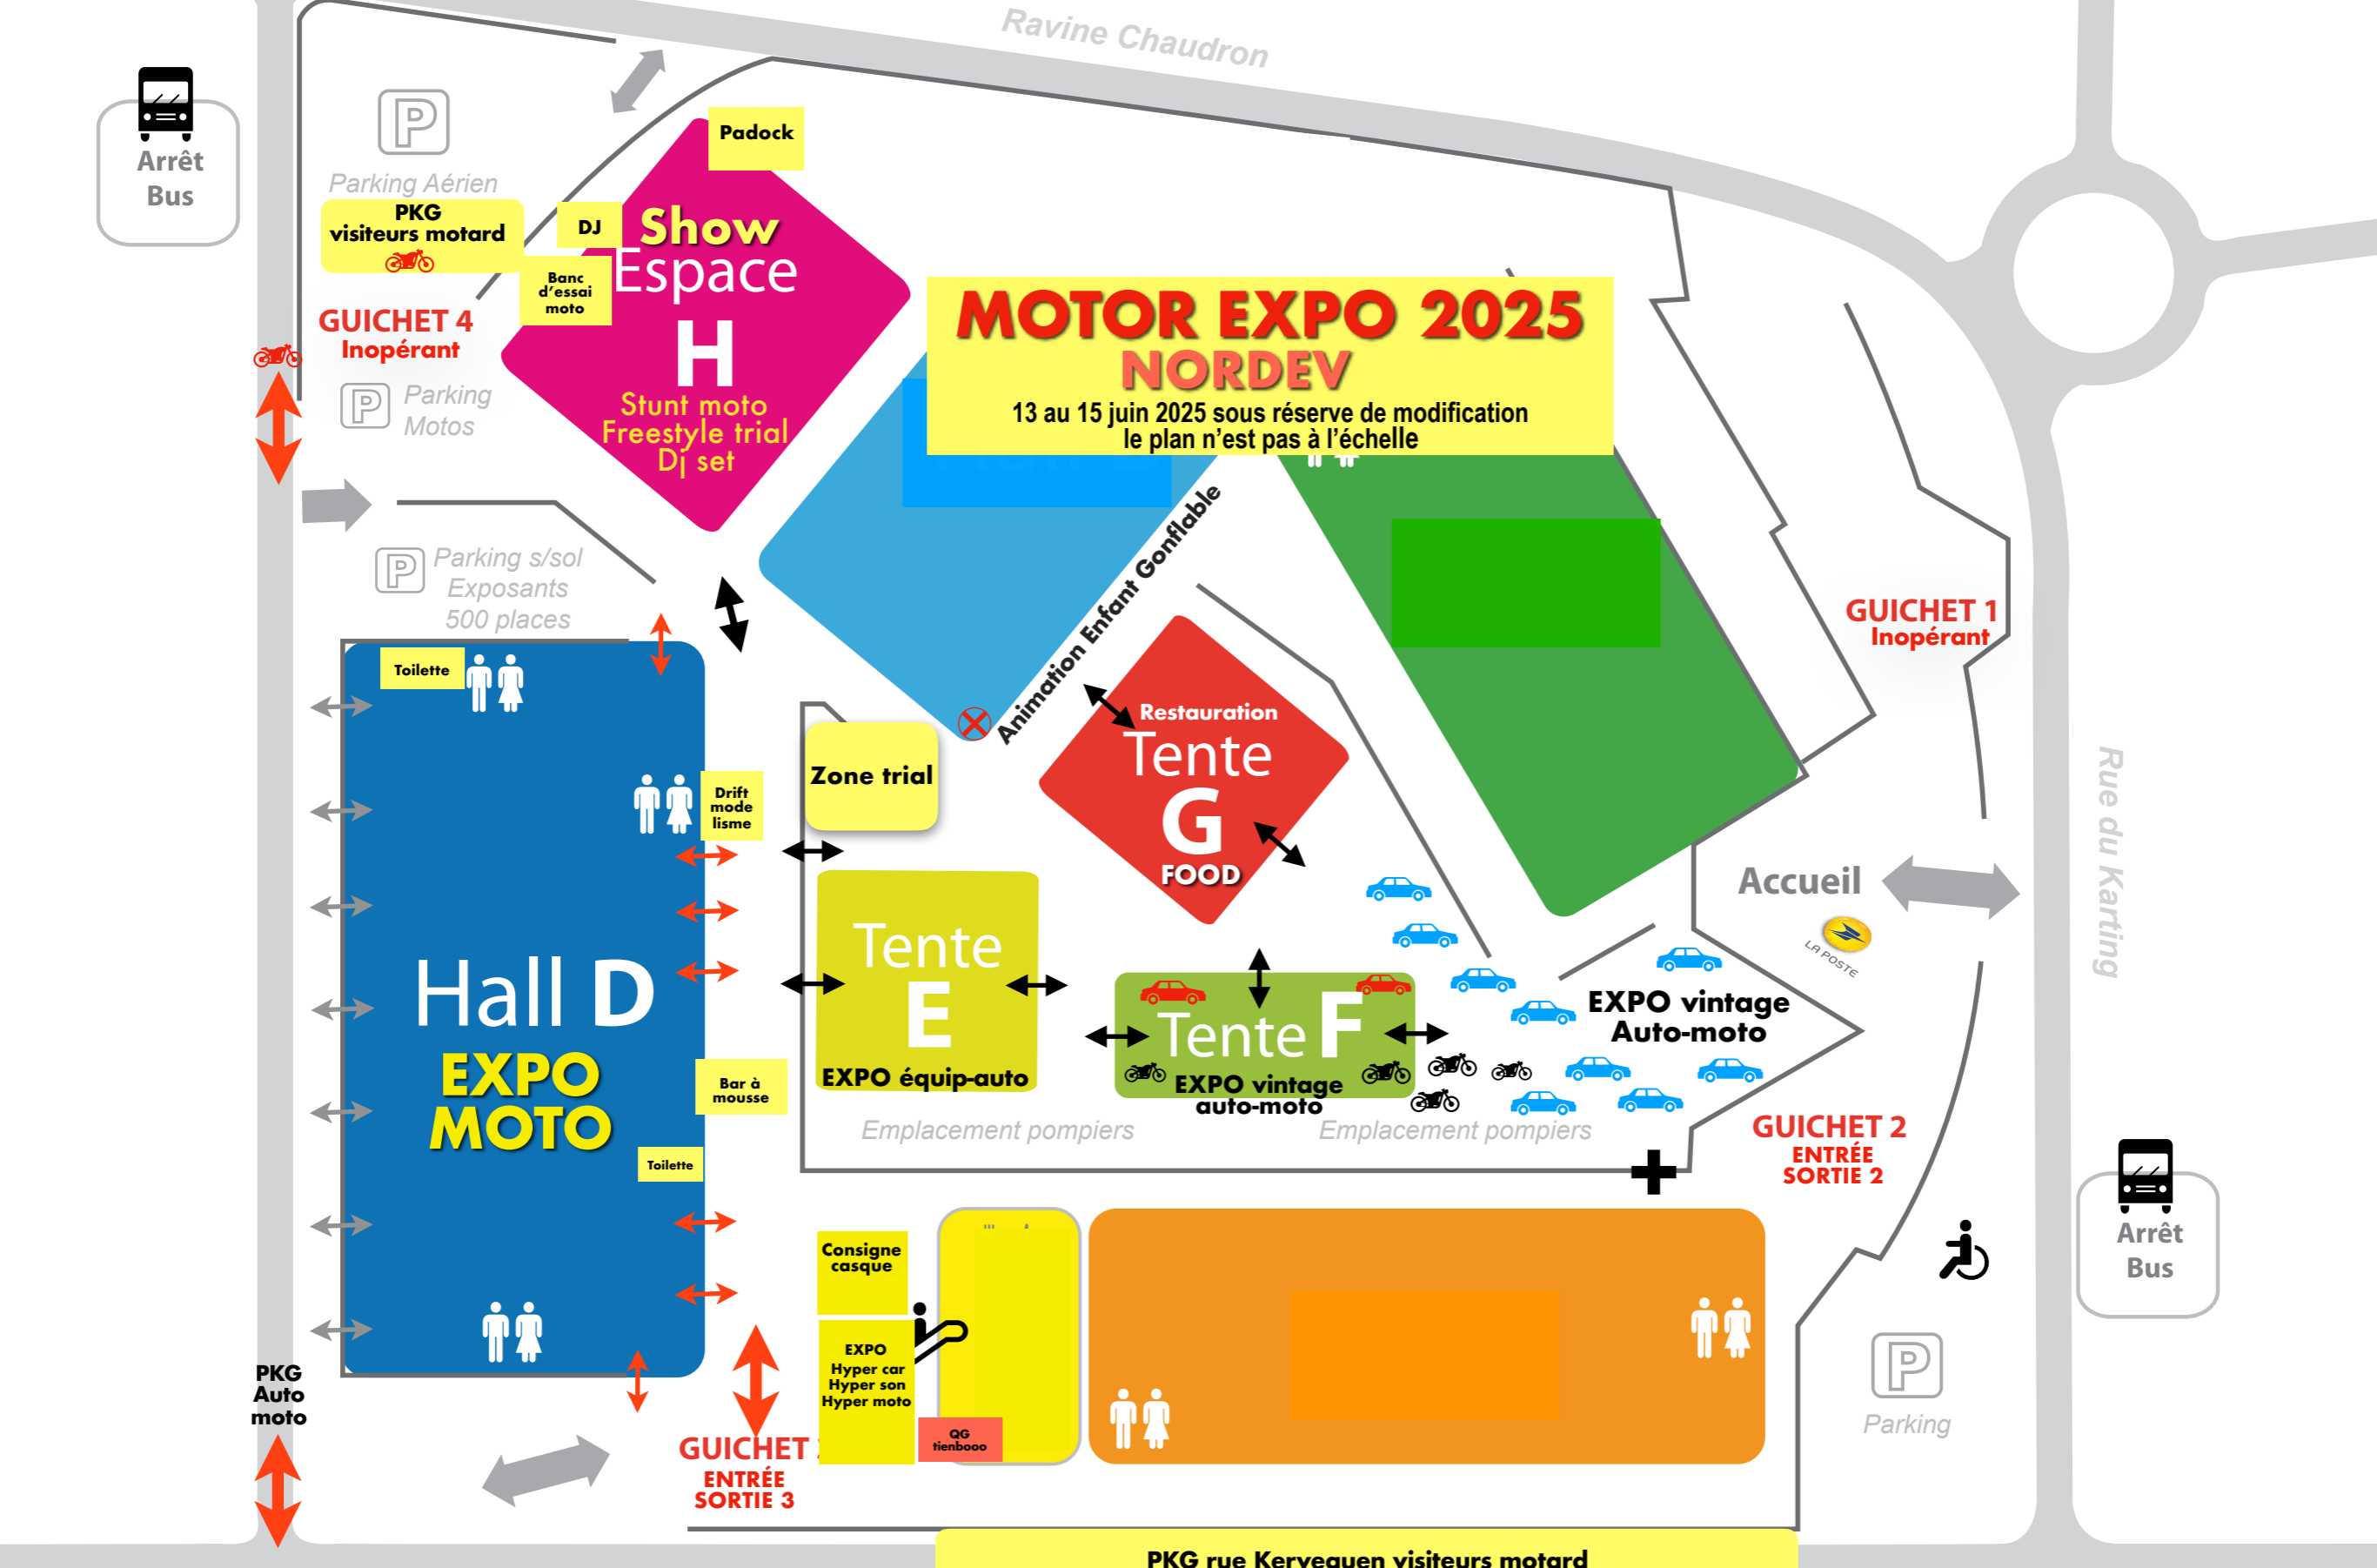 Ravine Chaudron
Arrêt
Bus
P
Parking Aérien
PKG
visiteurs motard
Padock
DJ
Banc
d'essai
moto
Show
Espace
H
Stunt moto
Freestyle trial
Dj set
MOTOR EXPO 2025
NORDEV
13 au 15 juin 2025 sous réserve de modification
le plan n'est pas à l'échelle
GUICHET 4
Inopérant
P
Parking
Motos
P
Parking s/sol
Exposants
500 places
Animation Enfant Gonflable
GUICHET 1
Inopérant
Toilette
Drift
mode
lisme
Zone trial
Restauration
Tente
G
FOOD
Rue du Karting
Accueil
LA POSTE
Hall D
EXPO
MOTO
Tente
E
EXPO équip-auto
Tente F
EXPO vintage
auto-moto
EXPO vintage
Auto-moto
Bar à
mousse
Toilette
Emplacement pompiers
Emplacement pompiers
GUICHET 2
ENTRÉE
SORTIE 2
Arrêt
Bus
Consigne
casque
EXPO
Hyper car
Hyper son
Hyper moto
QG
tienbooo
PKG
Auto
moto
GUICHET
ENTRÉE
SORTIE 3
P
Parking
PKG rue Kerveguen visiteurs motard